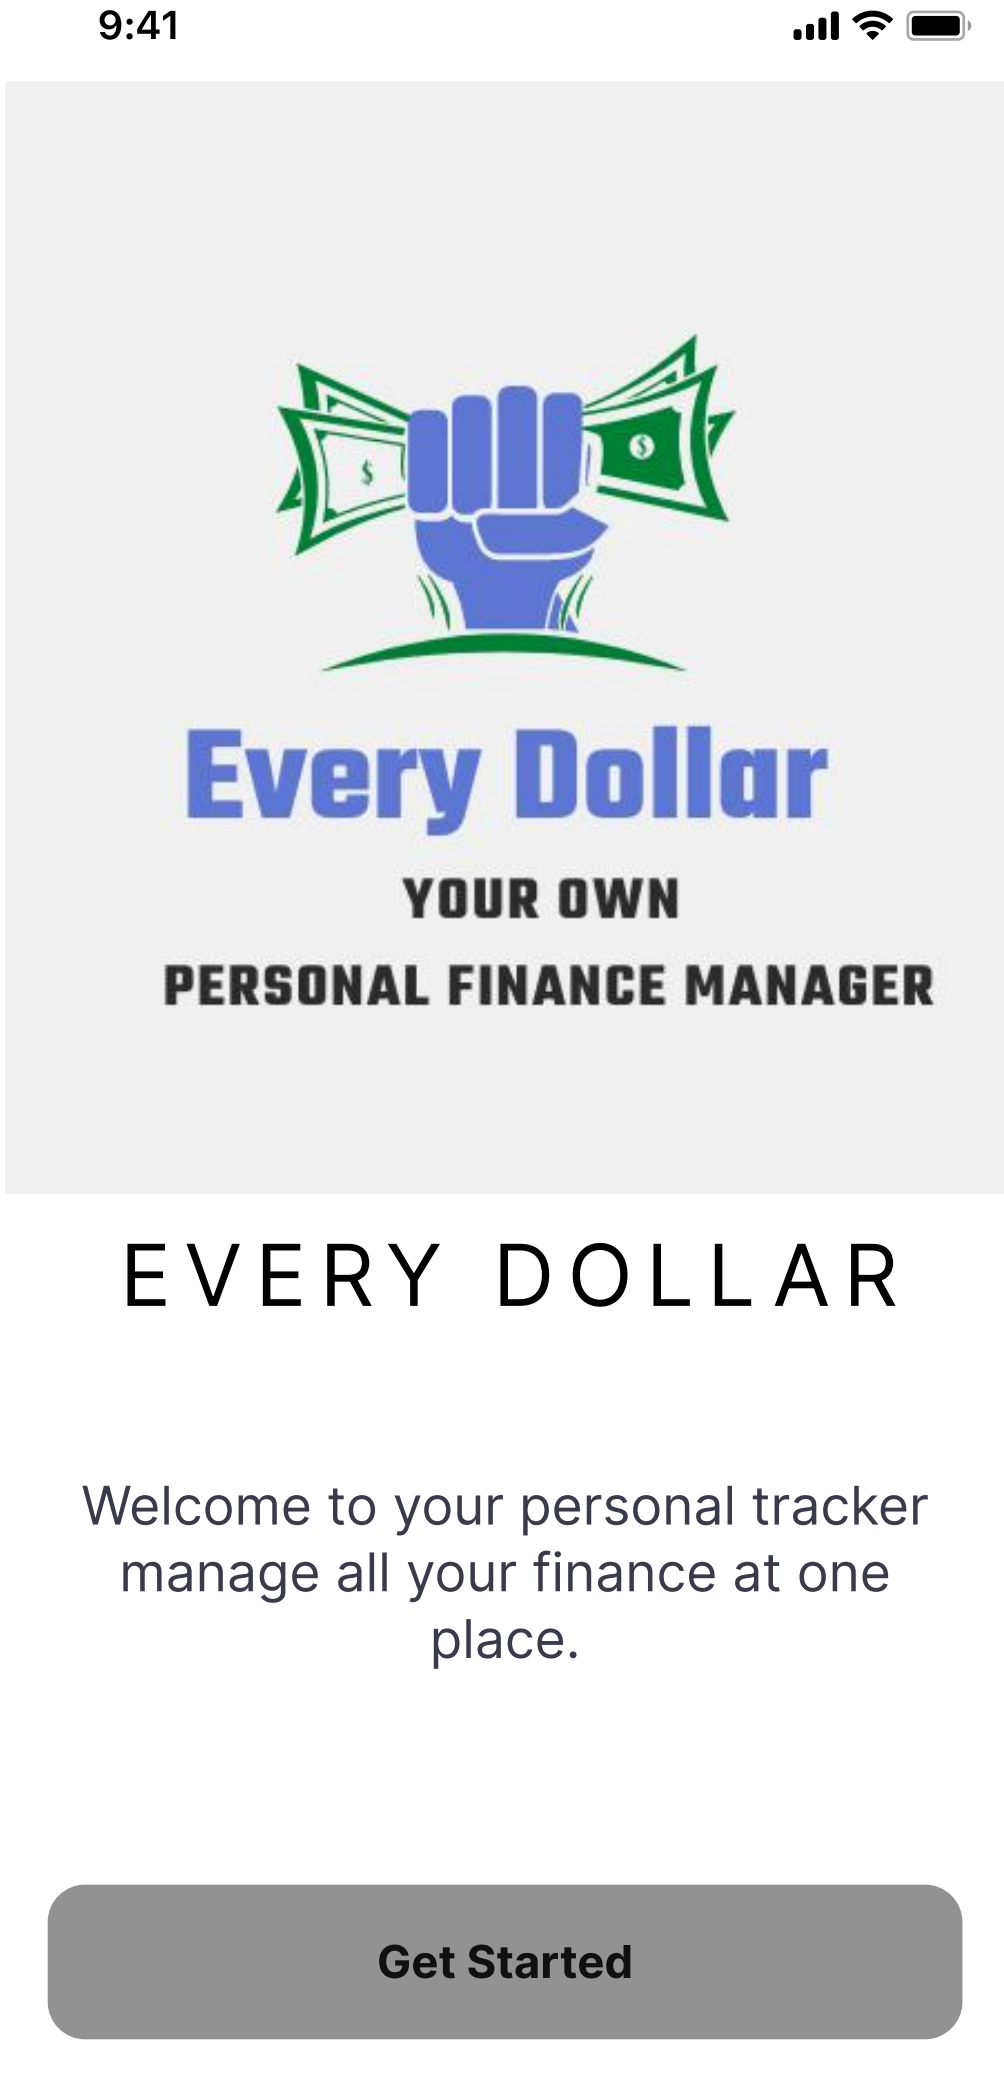 9:41
$
$
Every Dollar
YOUR OWN
PERSONAL FINANCE MANAGER
EVERY DOLLAR
Welcome to your personal tracker
manage all your finance at one
place.
Get Started